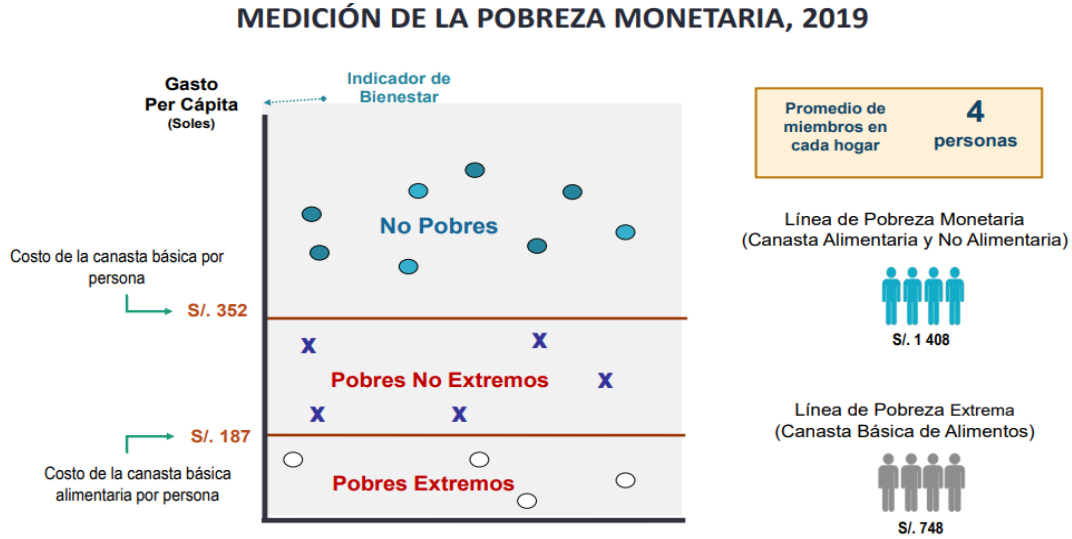 MEDICIÓN DE LA POBREZA MONETARIA, 2019
Gasto
Per Cápita
(Soles)
Indicador de
Bienestar
No Pobres
Costo de la canasta básica por
persona
S/. 352
X
X
Pobres No Extremos
X
X
X
S/. 187
Costo de la canasta básica
alimentaria por persona
Pobres Extremos
Promedio de
miembros en
cada hogar
4
personas
Línea de Pobreza Monetaria
(Canasta Alimentaria y No Alimentaria)
S/. 1 408
Línea de Pobreza Extrema
(Canasta Básica de Alimentos)
S/. 748